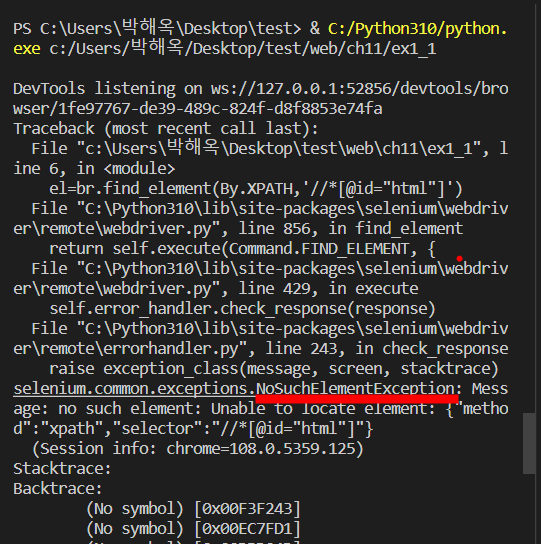 PS C:\Users\박해옥\Desktop\test> & C:/Python310/python.
exe c:/Users/박해옥/Desktop/test/web/ch11/ex1_1
DevTools listening on ws://127.0.0.1:52856/devtools/bro
wser/1fe97767-de39-489c-824f-d8f8853e74fa
Traceback (most recent call last):
  File "c:\Users\박해옥\Desktop\test\web\ch11\ex1_1", l
ine 6, in <module>
    el=br.find_element(By.XPATH,'//*[@id="html"]')
  File "C:\Python310\lib\site-packages\selenium\webdriv
er\remote\webdriver.py", line 856, in find_element
    return self.execute(Command.FIND_ELEMENT, {
  File "C:\Python310\lib\site-packages\selenium\webdriv
er\remote\webdriver.py", line 429, in execute
    self.error_handler.check_response(response)
  File "C:\Python310\lib\site-packages\selenium\webdriv
er\remote\errorhandler.py", line 243, in check_response
    raise exception_class(message, screen, stacktrace)
selenium.common.exceptions.NoSuchElementException: Mess
age: no such element: Unable to locate element: {"metho
d":"xpath","selector":"//*[@id="html"]"}
  (Session info: chrome=108.0.5359.125)
Stacktrace:
Backtrace:
        (No symbol) [0x00F3F243]
        (No symbol) [0x00EC7FD1]